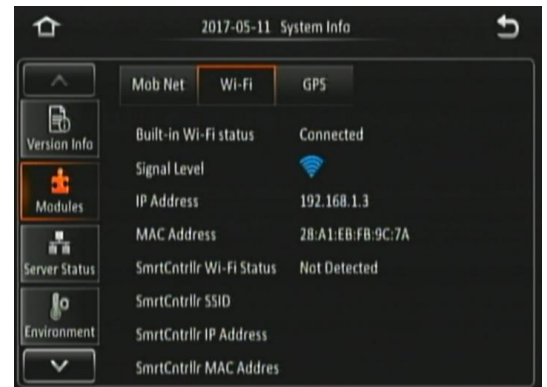 2017-05-11 System Info
Mob Net Wi-Fi GPS
Version Info
Modules
Server Status
Environment
Built-in Wi-Fi status Connected
Signal Level
IP Address 192.168.1.3
MAC Address 28:A1:EB:FB:9C:7A
SmrtCntrllr Wi-Fi Status Not Detected
SmrtCntrllr SSID
SmrtCntrllr IP Address
SmrtCntrllr MAC Addres